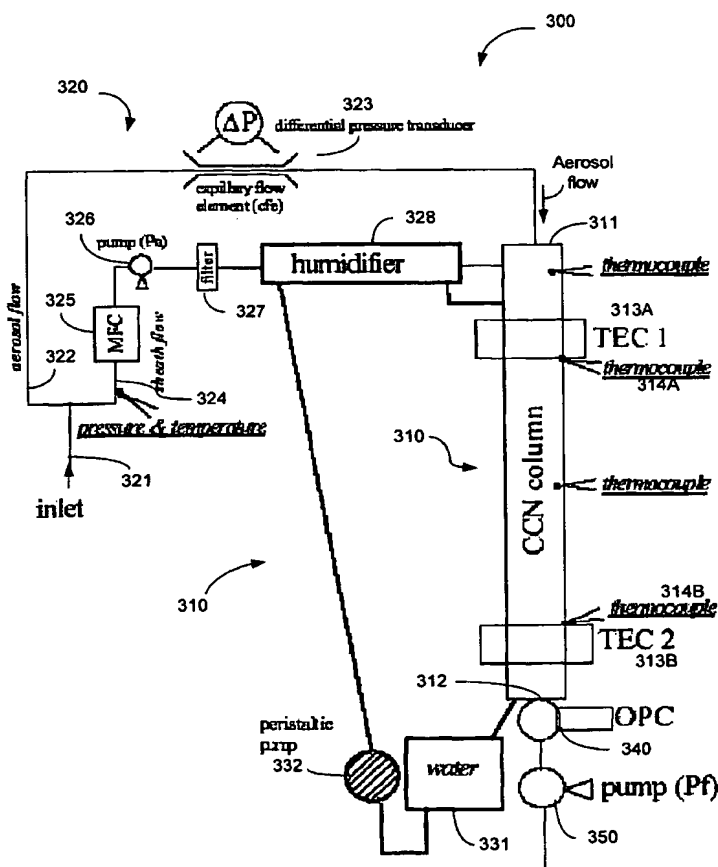 300
320
323
ΔP
differential pressure transducer
capillary flow
element (cfe)
Aerosol
flow
326
pump (Pa)
328
311
filter
humidifier
thermocouple
325
MFC
327
313A
TEC 1
aerosol flow
322
sheath flow
324
thermocouple
314A
pressure & temperature
310
CCN column
321
thermocouple
inlet
310
314B
thermocouple
TEC 2
313B
312
OPC
340
peristaltic
pump
332
water
pump (Pf)
331
350